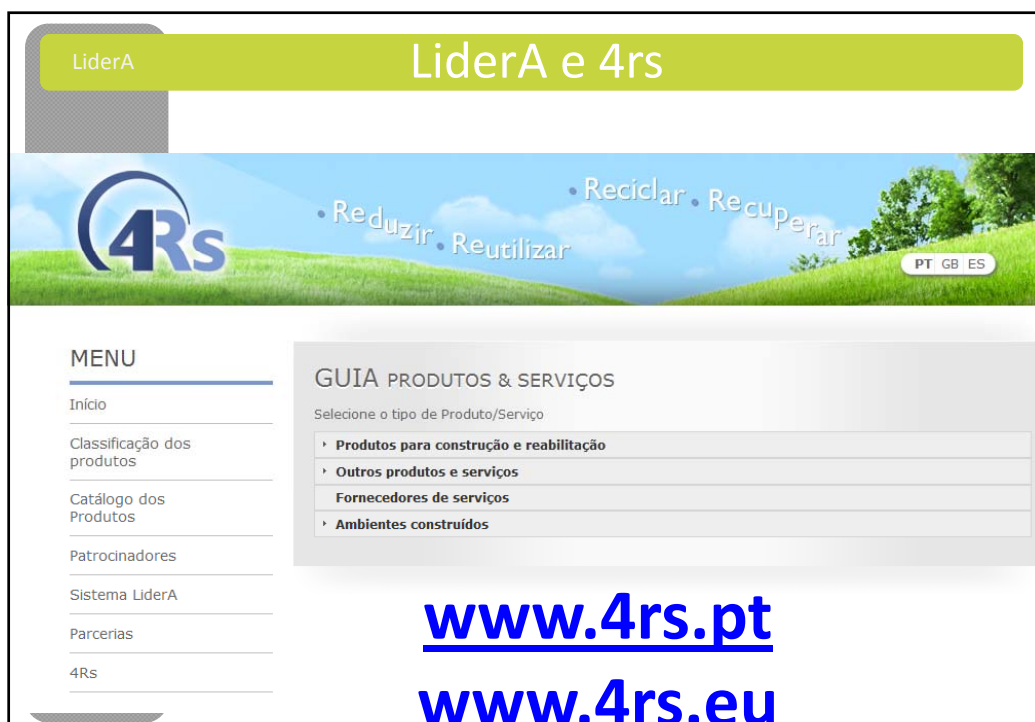 LiderA
LiderA e 4rs
4Rs
• Reduzir • Reutilizar • Reciclar • Recuperar
PT GB ES
MENU
Início
Classificação dos
produtos
Catálogo dos
Produtos
Patrocinadores
Sistema LiderA
Parcerias
4Rs
GUIA PRODUTOS & SERVIÇOS
Selecione o tipo de Produto/Serviço
Produtos para construção e reabilitação
Outros produtos e serviços
Fornecedores de serviços
Ambientes construídos
www.4rs.pt
www.4rs.eu